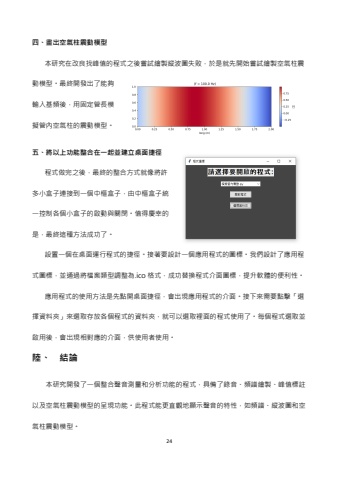 四、畫出空氣柱震動模型
本研究在改良找峰值的程式之後嘗試繪製縱波圖失敗，於是就先開始嘗試繪製空氣柱震
動模型。最終開發出了能夠
輸入基頻後，用固定管長模
擬管內空氣柱的震動模型。
五、將以上功能整合在一起並建立桌面捷徑
程式做完之後，最終的整合方式就像將許
多小盒子連接到一個中樞盒子，由中樞盒子統
一控制各個小盒子的啟動與關閉。值得慶幸的
是，最終這種方法成功了。
請選擇要開啟的程式:
設置一個在桌面運行程式的捷徑。接著要設計一個應用程式的圖標。我們設計了應用程
式圖標，並通過將檔案類型調整為.ico 格式，成功替換程式介面圖標，提升軟體的便利性。
應用程式的使用方法是先點開桌面捷徑，會出現應用程式的介面。接下來需要點擊「選
擇資料夾」來選取存放各個程式的資料夾，就可以選取裡面的程式使用了。每個程式選取並
啟用後，會出現相對應的介面，供使用者使用。
陸、 結論
本研究開發了一個整合聲音測量和分析功能的程式，具備了錄音、頻譜繪製、峰值標註
以及空氣柱震動模型的呈現功能。此程式能更直觀地顯示聲音的特性，如頻譜、縱波圖和空
氣柱震動模型。
24